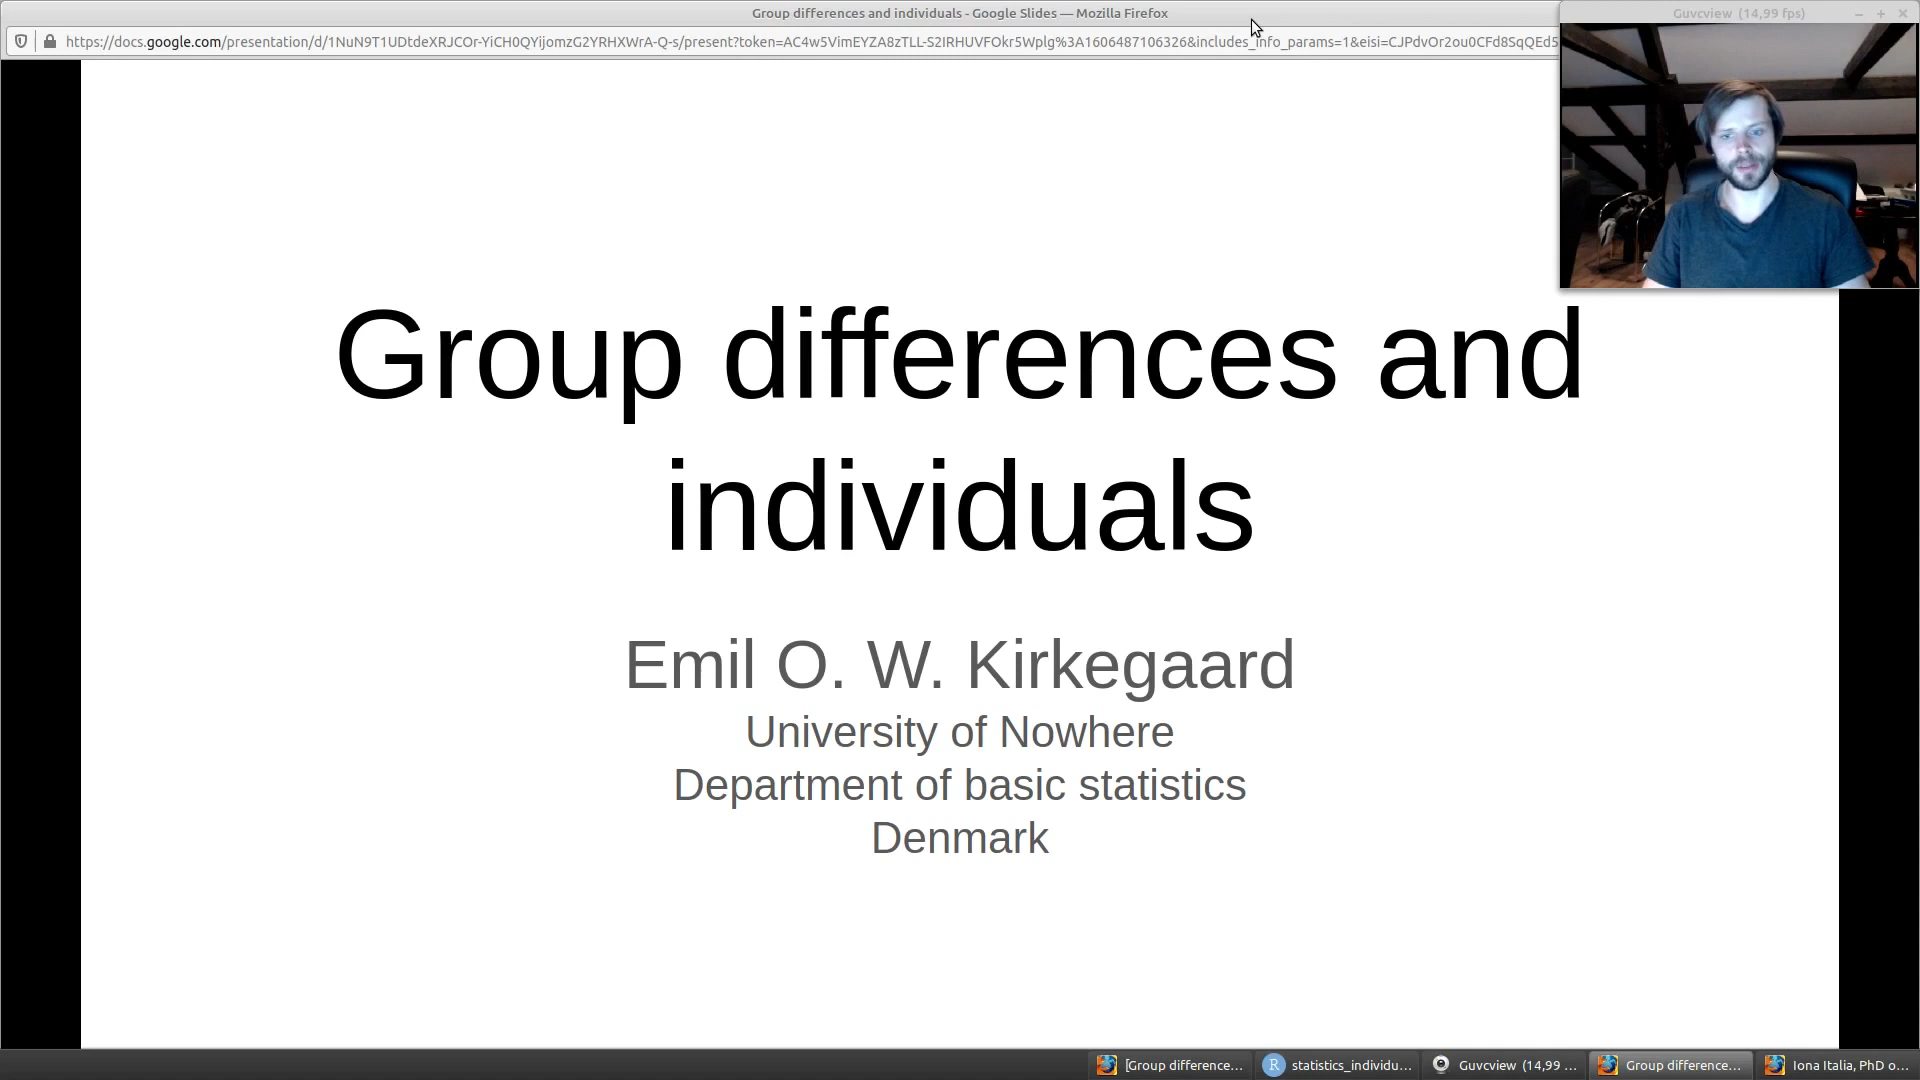 Group differences and individuals - Google Slides — Mozilla Firefox
Guvcview (14,99 fps)
https://docs.google.com/presentation/d/1NuN9T1UDtdeXRJCOr-YiCH0QYijomzG2YRHXWrA-Q-s/present?token=AC4w5VimEYZA8zTLL-S2IRHUVFOkr5Wplg%3A1606487106326&includes_info_params=1&eisi=CJPdvOr2ou0CFd8SqQEd5
Group differences and
individuals
Emil O. W. Kirkegaard
University of Nowhere
Department of basic statistics
Denmark
[Group difference...
statistics_individu...
Guvcview (14,99 ...
Group difference...
Iona Italia, PhD o...